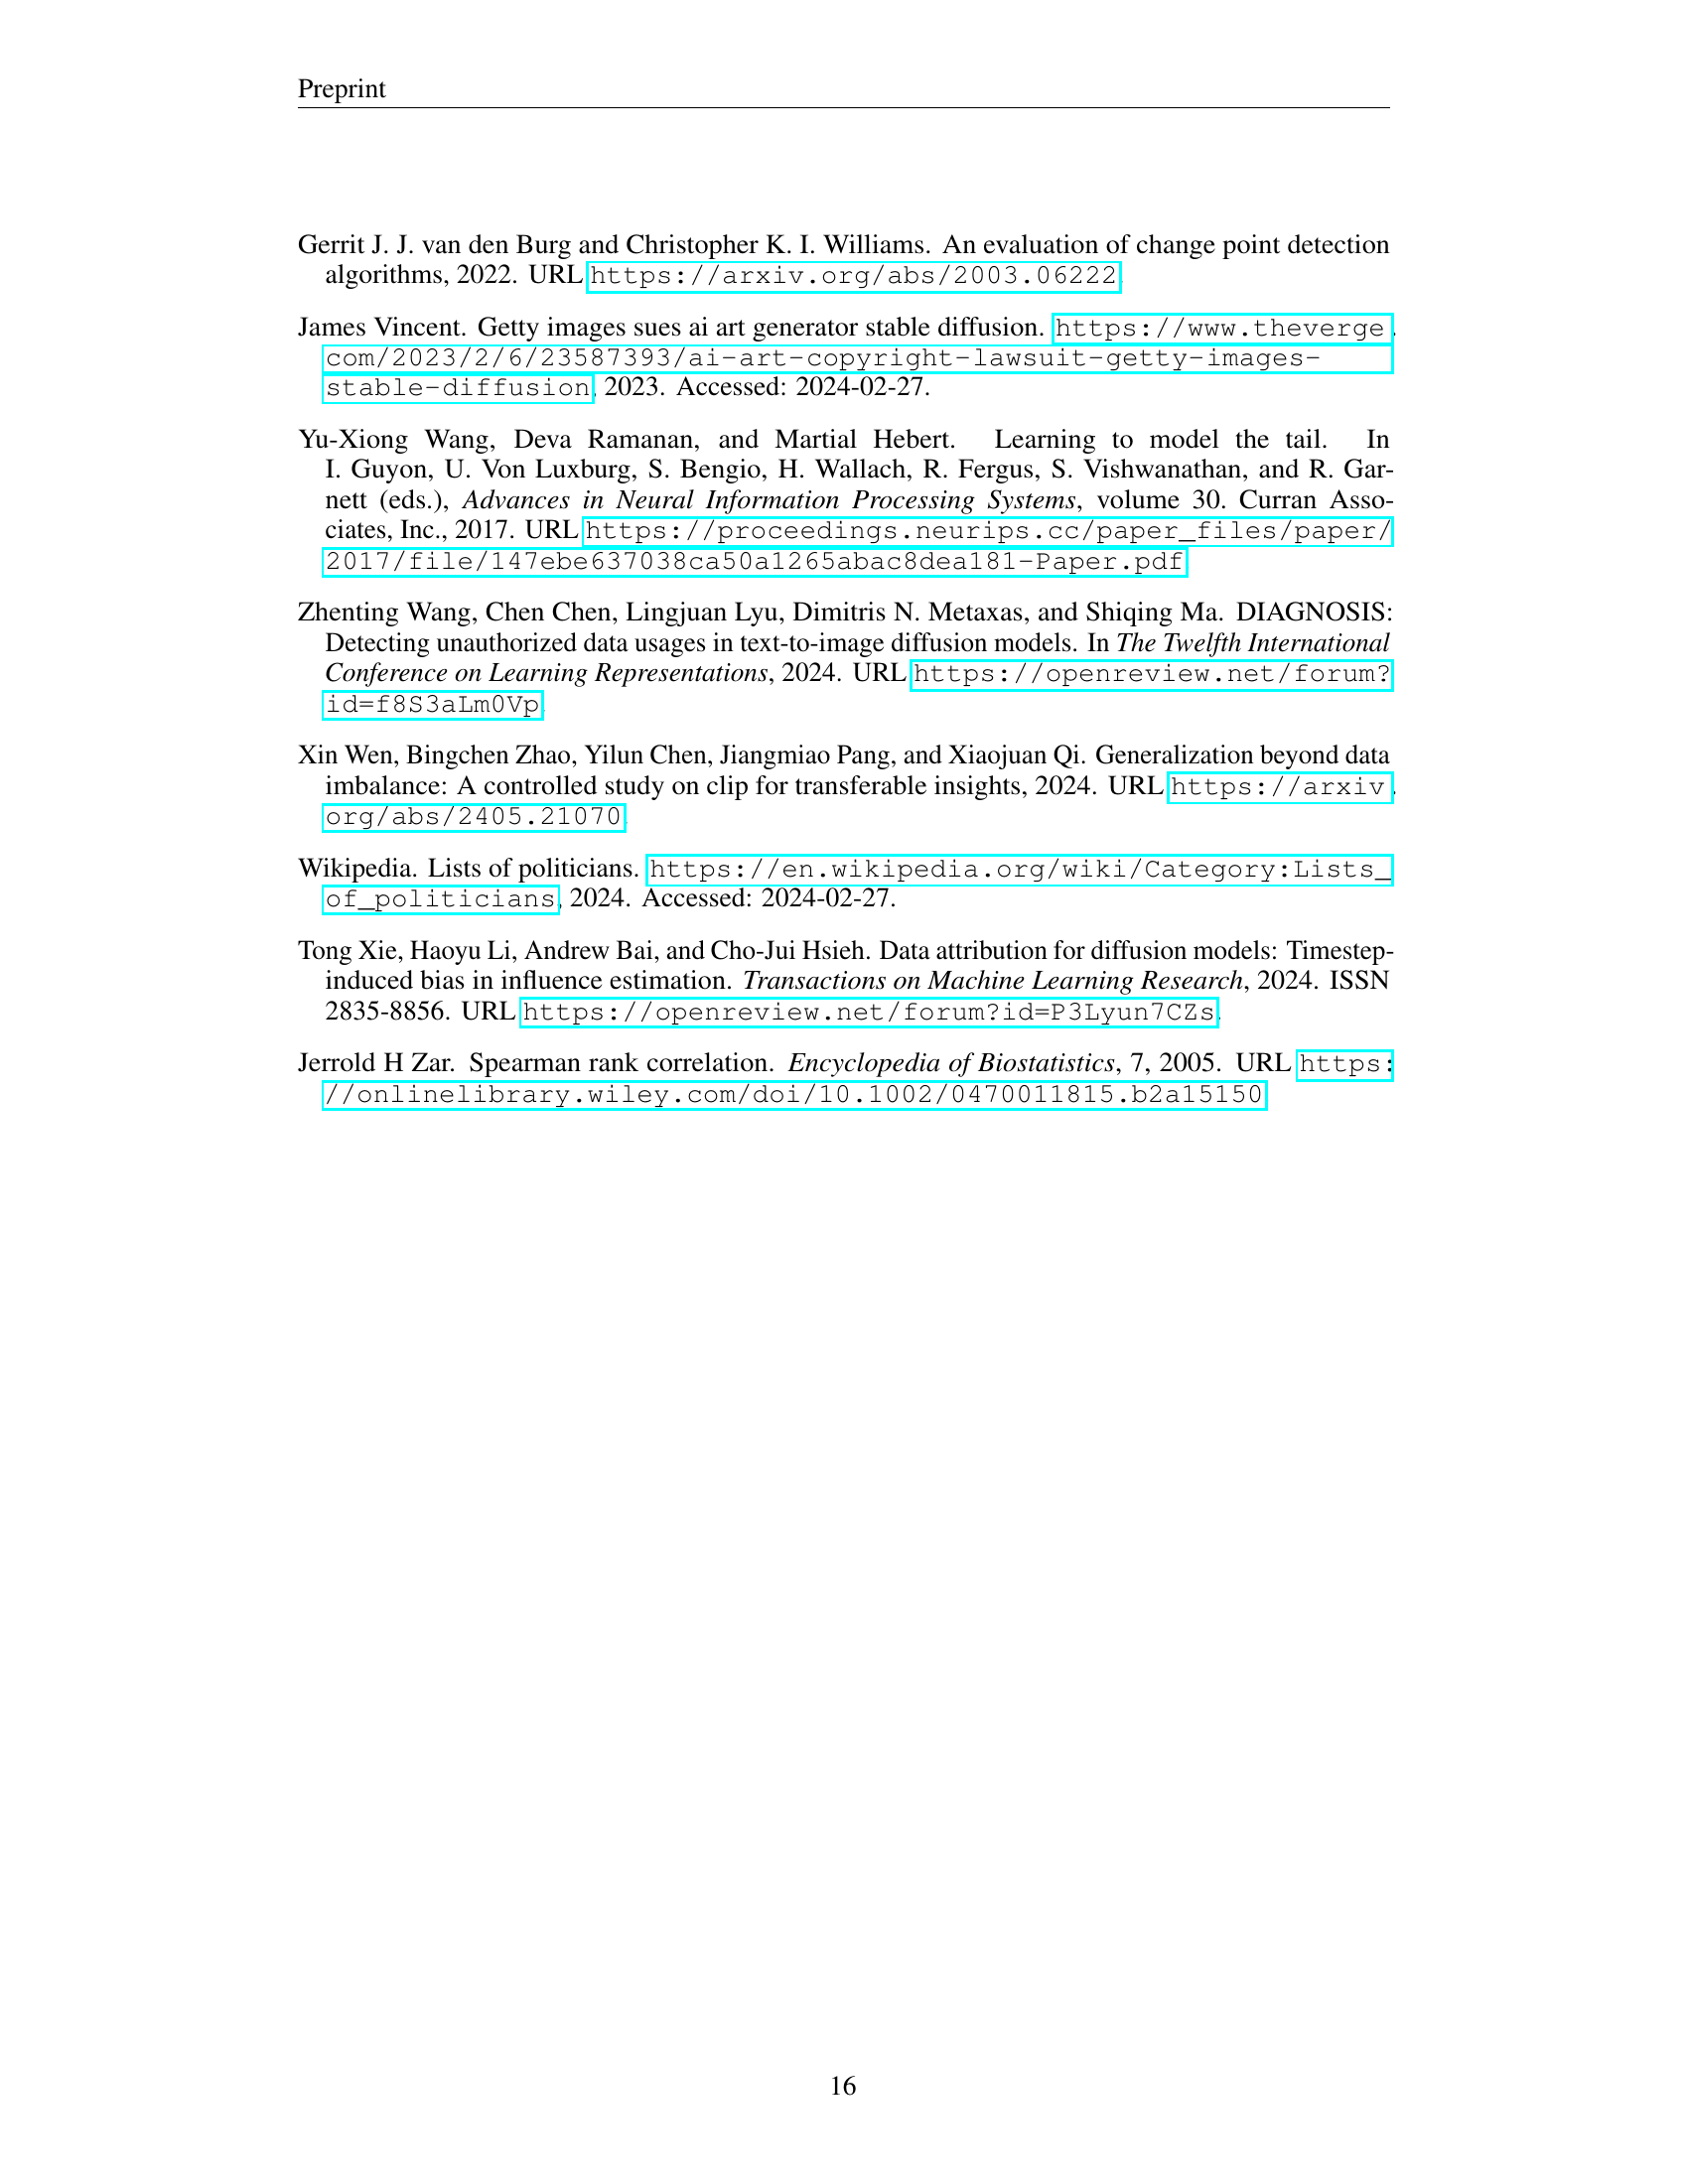 Preprint
Gerrit J. J. van den Burg and Christopher K. I. Williams. An evaluation of change point detection
algorithms, 2022. URL https://arxiv.org/abs/2003.06222.
James Vincent. Getty images sues ai art generator stable diffusion. https://www.theverge.
com/2023/2/6/23587393/ai-art-copyright-lawsuit-getty-images-
stable-diffusion, 2023. Accessed: 2024-02-27.
Yu-Xiong Wang, Deva Ramanan, and Martial Hebert. Learning to model the tail. In
I. Guyon, U. Von Luxburg, S. Bengio, H. Wallach, R. Fergus, S. Vishwanathan, and R. Gar-
nett (eds.), Advances in Neural Information Processing Systems, volume 30. Curran Asso-
ciates, Inc., 2017. URL https://proceedings.neurips.cc/paper_files/paper/
2017/file/147ebe637038ca50a1265abac8dea181-Paper.pdf.
Zhenting Wang, Chen Chen, Lingjuan Lyu, Dimitris N. Metaxas, and Shiqing Ma. DIAGNOSIS:
Detecting unauthorized data usages in text-to-image diffusion models. In The Twelfth International
Conference on Learning Representations, 2024. URL https://openreview.net/forum?
id=f8S3aLm0Vp.
Xin Wen, Bingchen Zhao, Yilun Chen, Jiangmiao Pang, and Xiaojuan Qi. Generalization beyond data
imbalance: A controlled study on clip for transferable insights, 2024. URL https://arxiv.
org/abs/2405.21070.
Wikipedia. Lists of politicians. https://en.wikipedia.org/wiki/Category:Lists_
of_politicians, 2024. Accessed: 2024-02-27.
Tong Xie, Haoyu Li, Andrew Bai, and Cho-Jui Hsieh. Data attribution for diffusion models: Timestep-
induced bias in influence estimation. Transactions on Machine Learning Research, 2024. ISSN
2835-8856. URL https://openreview.net/forum?id=P3Lyun7CZs.
Jerrold H Zar. Spearman rank correlation. Encyclopedia of Biostatistics, 7, 2005. URL https:
//onlinelibrary.wiley.com/doi/10.1002/0470011815.b2a15150.
16